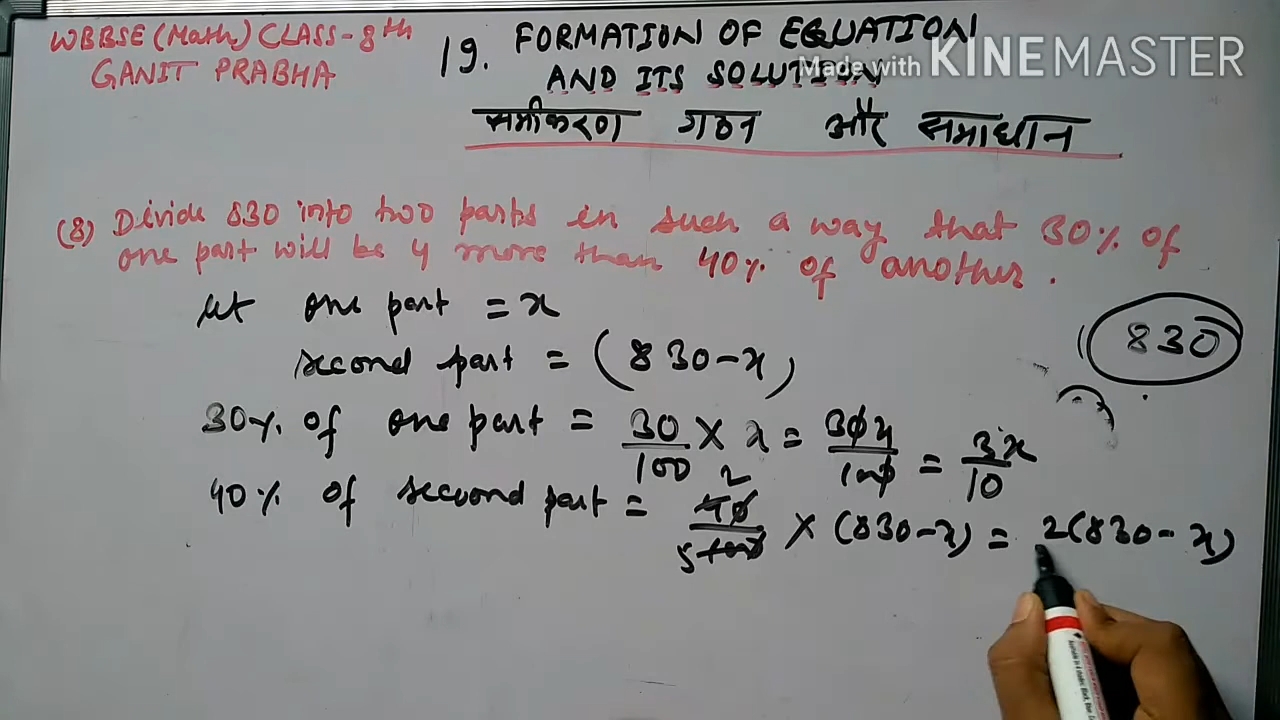 WBBSE (Math) CLASS-8th
GANIT PRABHA
19. FORMATION OF EQUATION
AND ITS SOLUTION
Made with KINEMASTER
समीकरण गठन और समाधान
(8) Divide 830 into two parts in such a way that 30% of
one part will be 4 more than 40% of another.
let one part = x
second part = (830-x)
830
30% of one part = 30/100 × x = 30x/100 = 3x/10
40% of second part = 2 40/5 100 × (830-x) = 2(830-x)